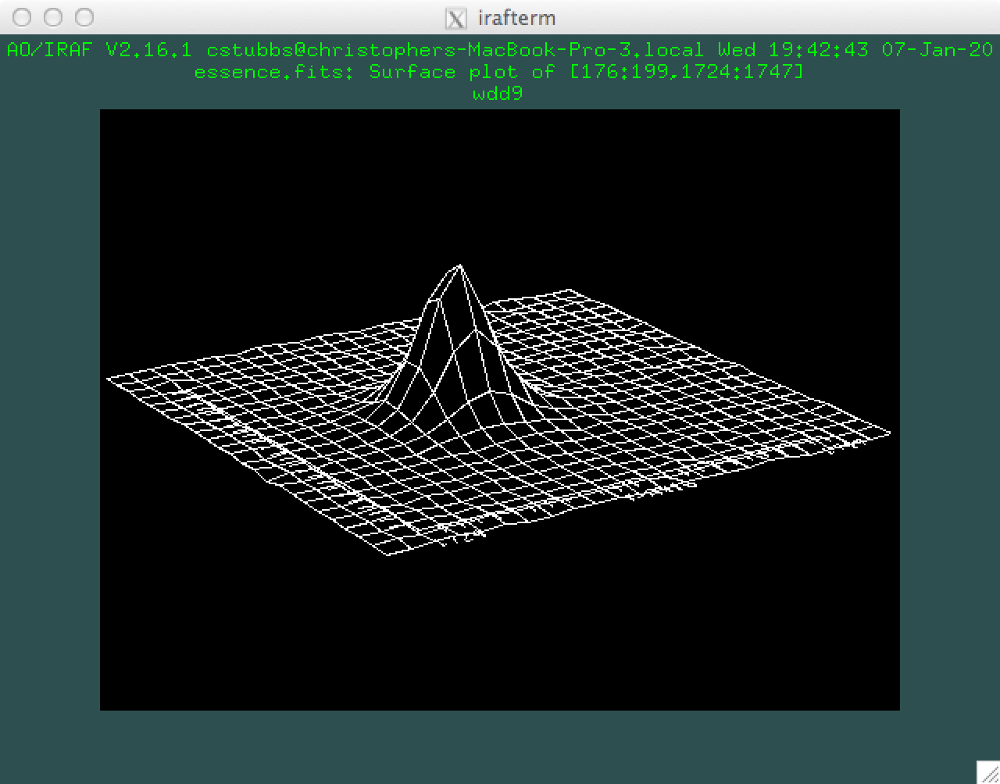 irafterm
AO/IRAF V2.16.1 cstubbs@christophers-MacBook-Pro-3.local Wed 19:42:43 07-Jan-20
essence.fits: Surface plot of [176:199,1724:1747]
wdd9